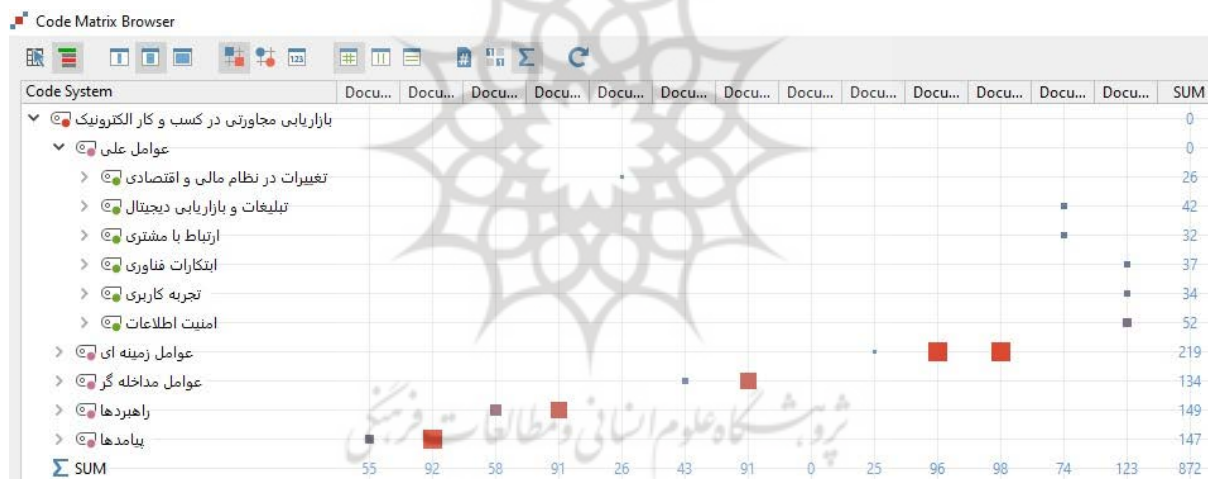 Code Matrix Browser
Code System Docu... Docu... Docu... Docu... Docu... Docu... Docu... Docu... Docu... Docu... Docu... Docu... Docu... SUM
بازاریابی مجاورتی در کسب و کار الکترونیک 0
عوامل علی 0
تغییرات در نظام مالی و اقتصادی 26
تبلیغات و بازاریابی دیجیتال 42
ارتباط با مشتری 32
ابتکارات فناوری 37
تجربه کاربری 34
امنیت اطلاعات 52
عوامل زمینه ای 219
عوامل مداخله گر 134
راهبردها 149
پیامدها 147
پژوهشگاه علوم انسانی و مطالعات فرهنگی
Σ SUM 55 92 58 91 26 43 91 0 25 96 98 74 123 872